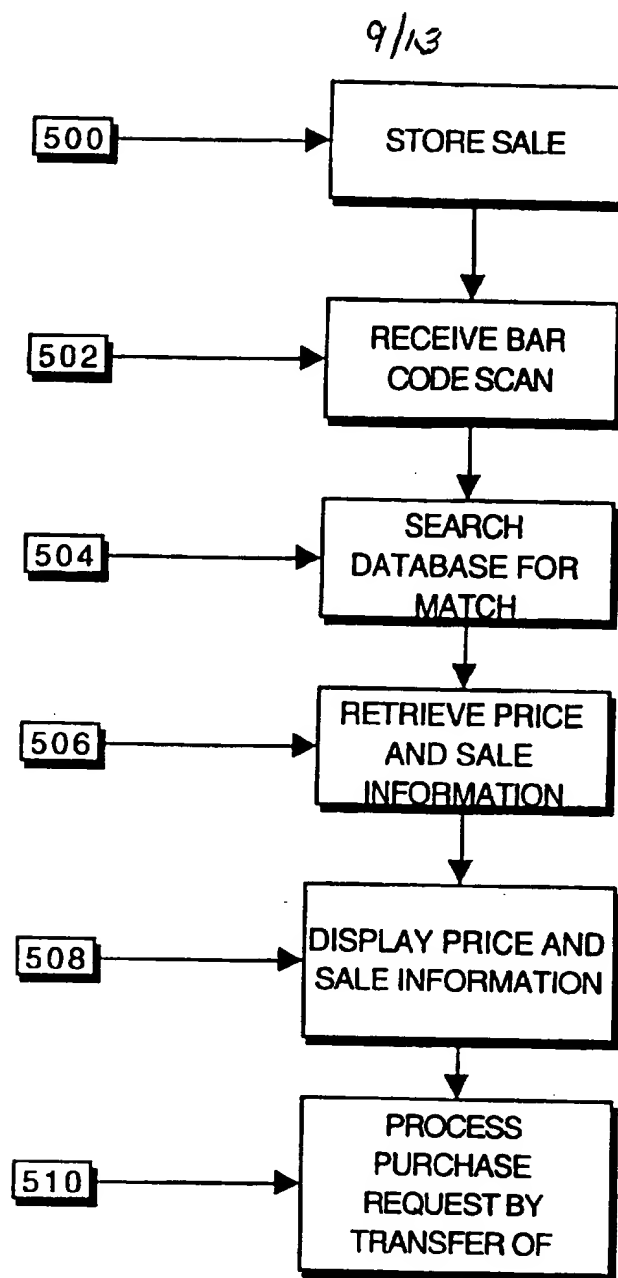 9/13
500
STORE SALE
502
RECEIVE BAR
CODE SCAN
504
SEARCH
DATABASE FOR
MATCH
506
RETRIEVE PRICE
AND SALE
INFORMATION
508
DISPLAY PRICE AND
SALE INFORMATION
510
PROCESS
PURCHASE
REQUEST BY
TRANSFER OF